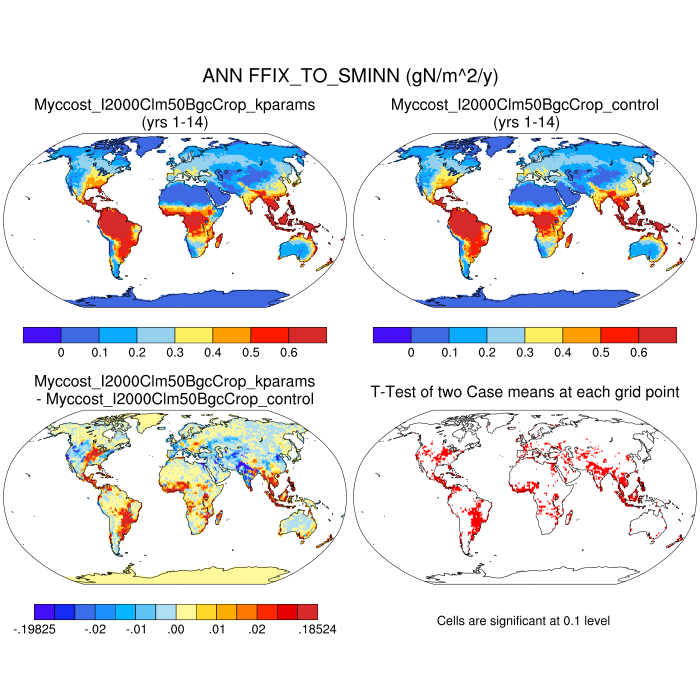 ANN FFIX_TO_SMINN (gN/m^2/y)
Myccost_I2000Clm50BgcCrop_kparams
(yrs 1-14)
Myccost_I2000Clm50BgcCrop_control
(yrs 1-14)
0 0.1 0.2 0.3 0.4 0.5 0.6
0 0.1 0.2 0.3 0.4 0.5 0.6
Myccost_I2000Clm50BgcCrop_kparams
- Myccost_I2000Clm50BgcCrop_control
T-Test of two Case means at each grid point
-.19825 -.02 -.01 .00 .01 .02 .18524
Cells are significant at 0.1 level